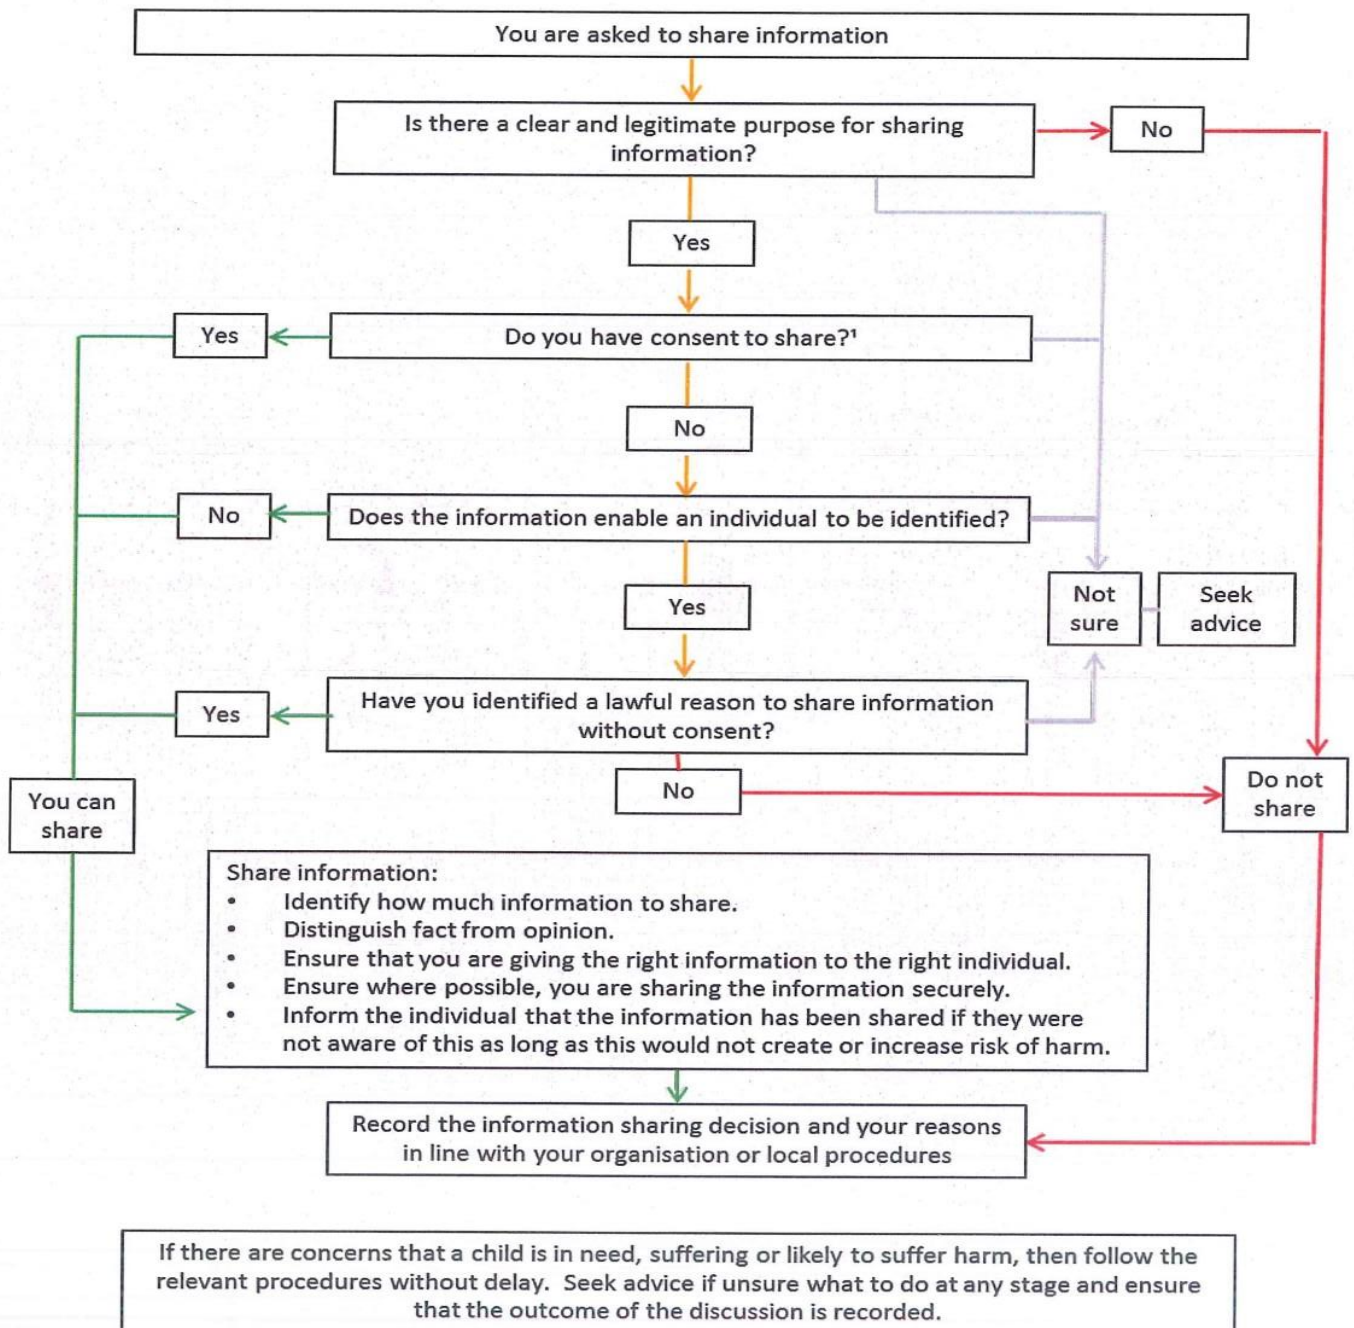 You are asked to share information
Is there a clear and legitimate purpose for sharing
information?
No
Yes
Yes
Do you have consent to share?¹
No
No
Does the information enable an individual to be identified?
Yes
Not
sure
Seek
advice
Yes
Have you identified a lawful reason to share information
without consent?
No
You can
share
Do not
share
Share information:
• Identify how much information to share.
• Distinguish fact from opinion.
• Ensure that you are giving the right information to the right individual.
• Ensure where possible, you are sharing the information securely.
• Inform the individual that the information has been shared if they were
not aware of this as long as this would not create or increase risk of harm.
Record the information sharing decision and your reasons
in line with your organisation or local procedures
If there are concerns that a child is in need, suffering or likely to suffer harm, then follow the
relevant procedures without delay. Seek advice if unsure what to do at any stage and ensure
that the outcome of the discussion is recorded.